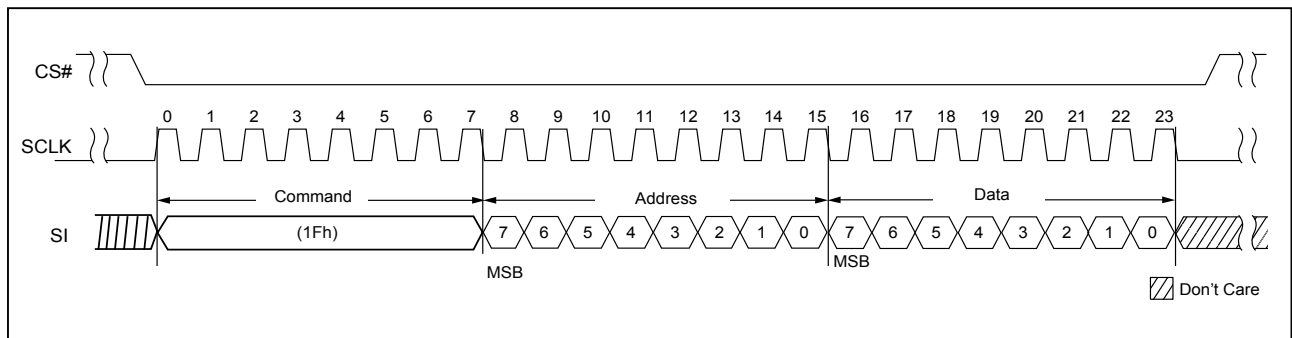 CS#
0 1 2 3 4 5 6 7 8 9 10 11 12 13 14 15 16 17 18 19 20 21 22 23
SCLK
Command Address Data
SI (1Fh) 7 6 5 4 3 2 1 0 7 6 5 4 3 2 1 0
MSB MSB
Don't Care